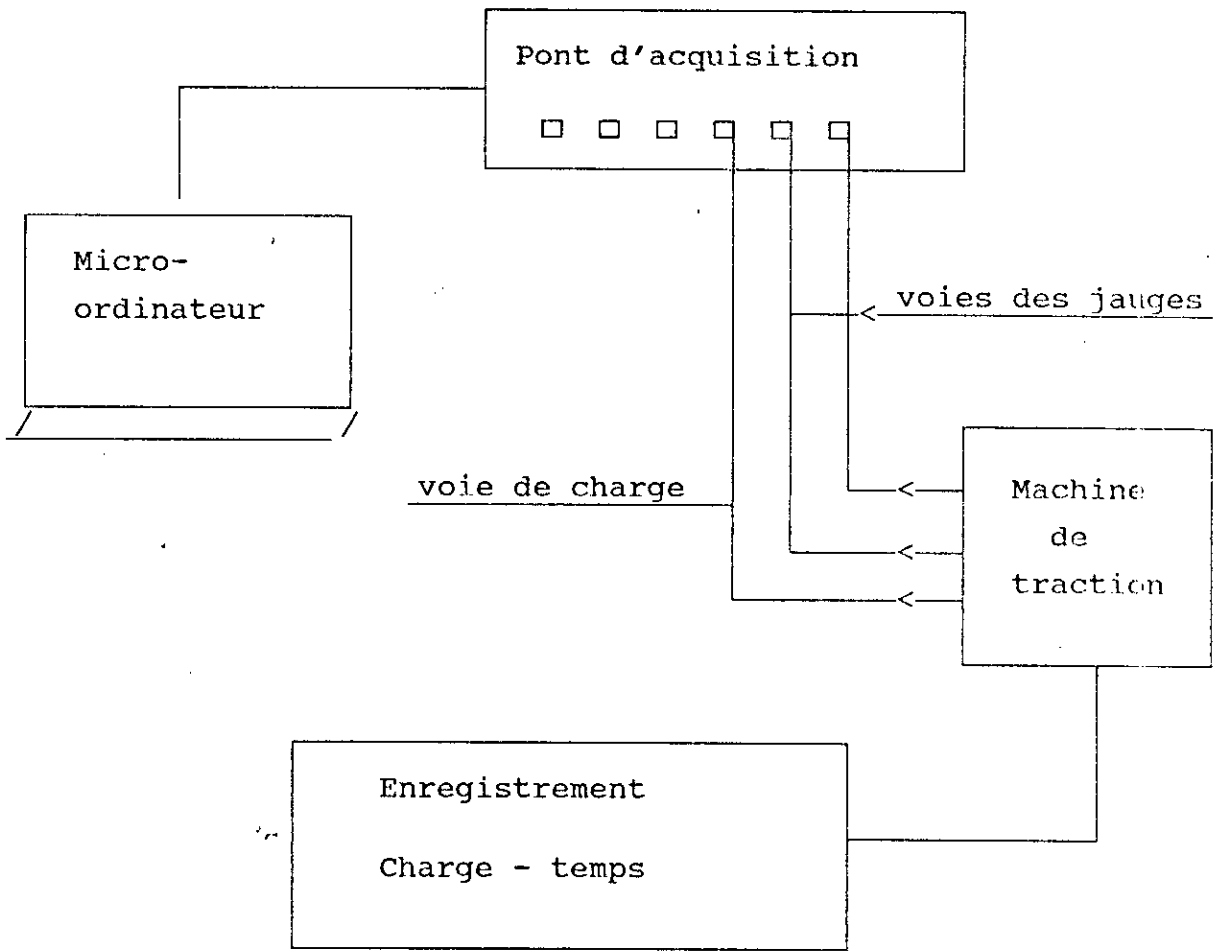 Pont d'acquisition
Micro-
ordinateur
voies des jauges
voie de charge
Machine
de
traction
Enregistrement
Charge - temps